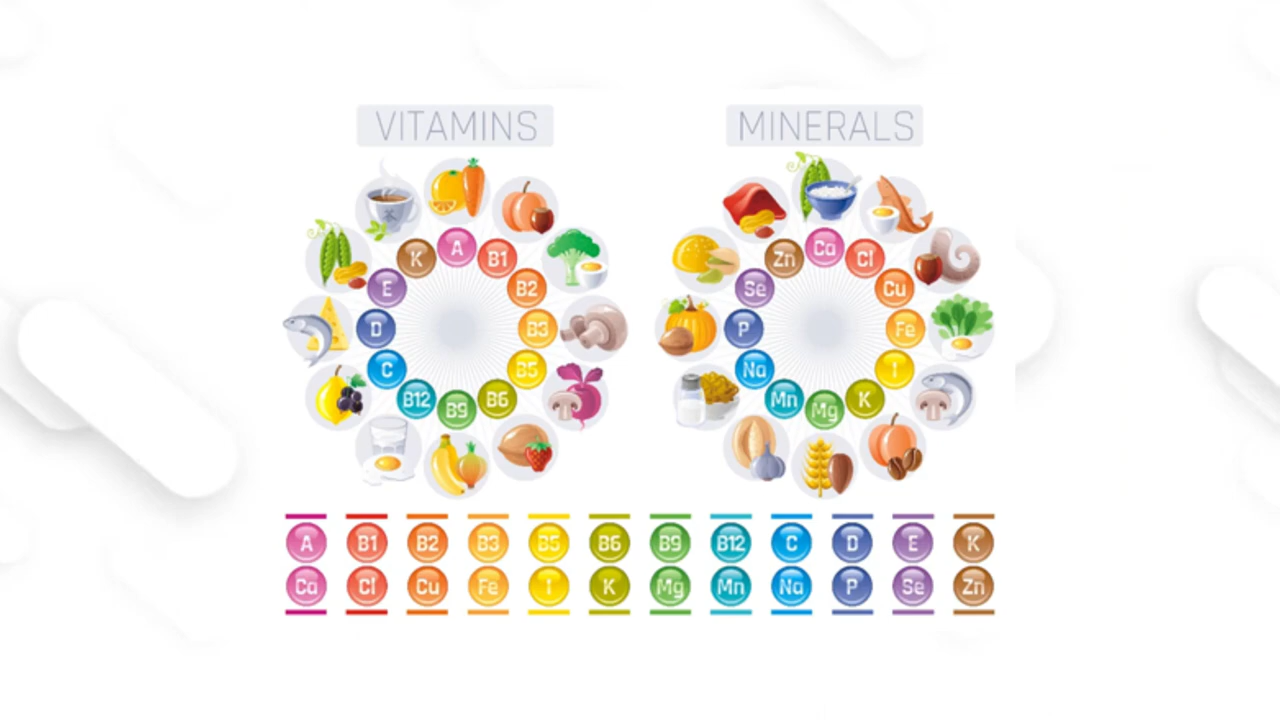 VITAMINS
MINERALS
A
B1
B2
B3
B5
B6
B9
B12
C
D
E
K
Ca
Cl
Cu
Fe
I
K
Mg
Mn
Na
P
Se
Zn
A B1 B2 B3 B5 B6 B9 B12 C D E K
Ca Cl Cu Fe I K Mg Mn Na P Se Zn